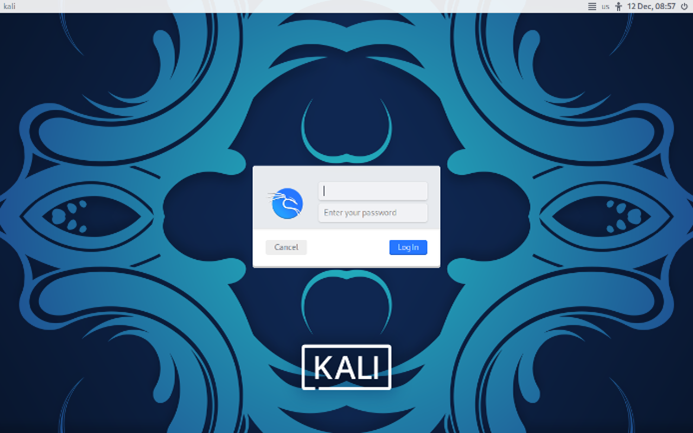 kali
us
12 Dec, 08:57
Enter your password
Cancel
Log In
KALI